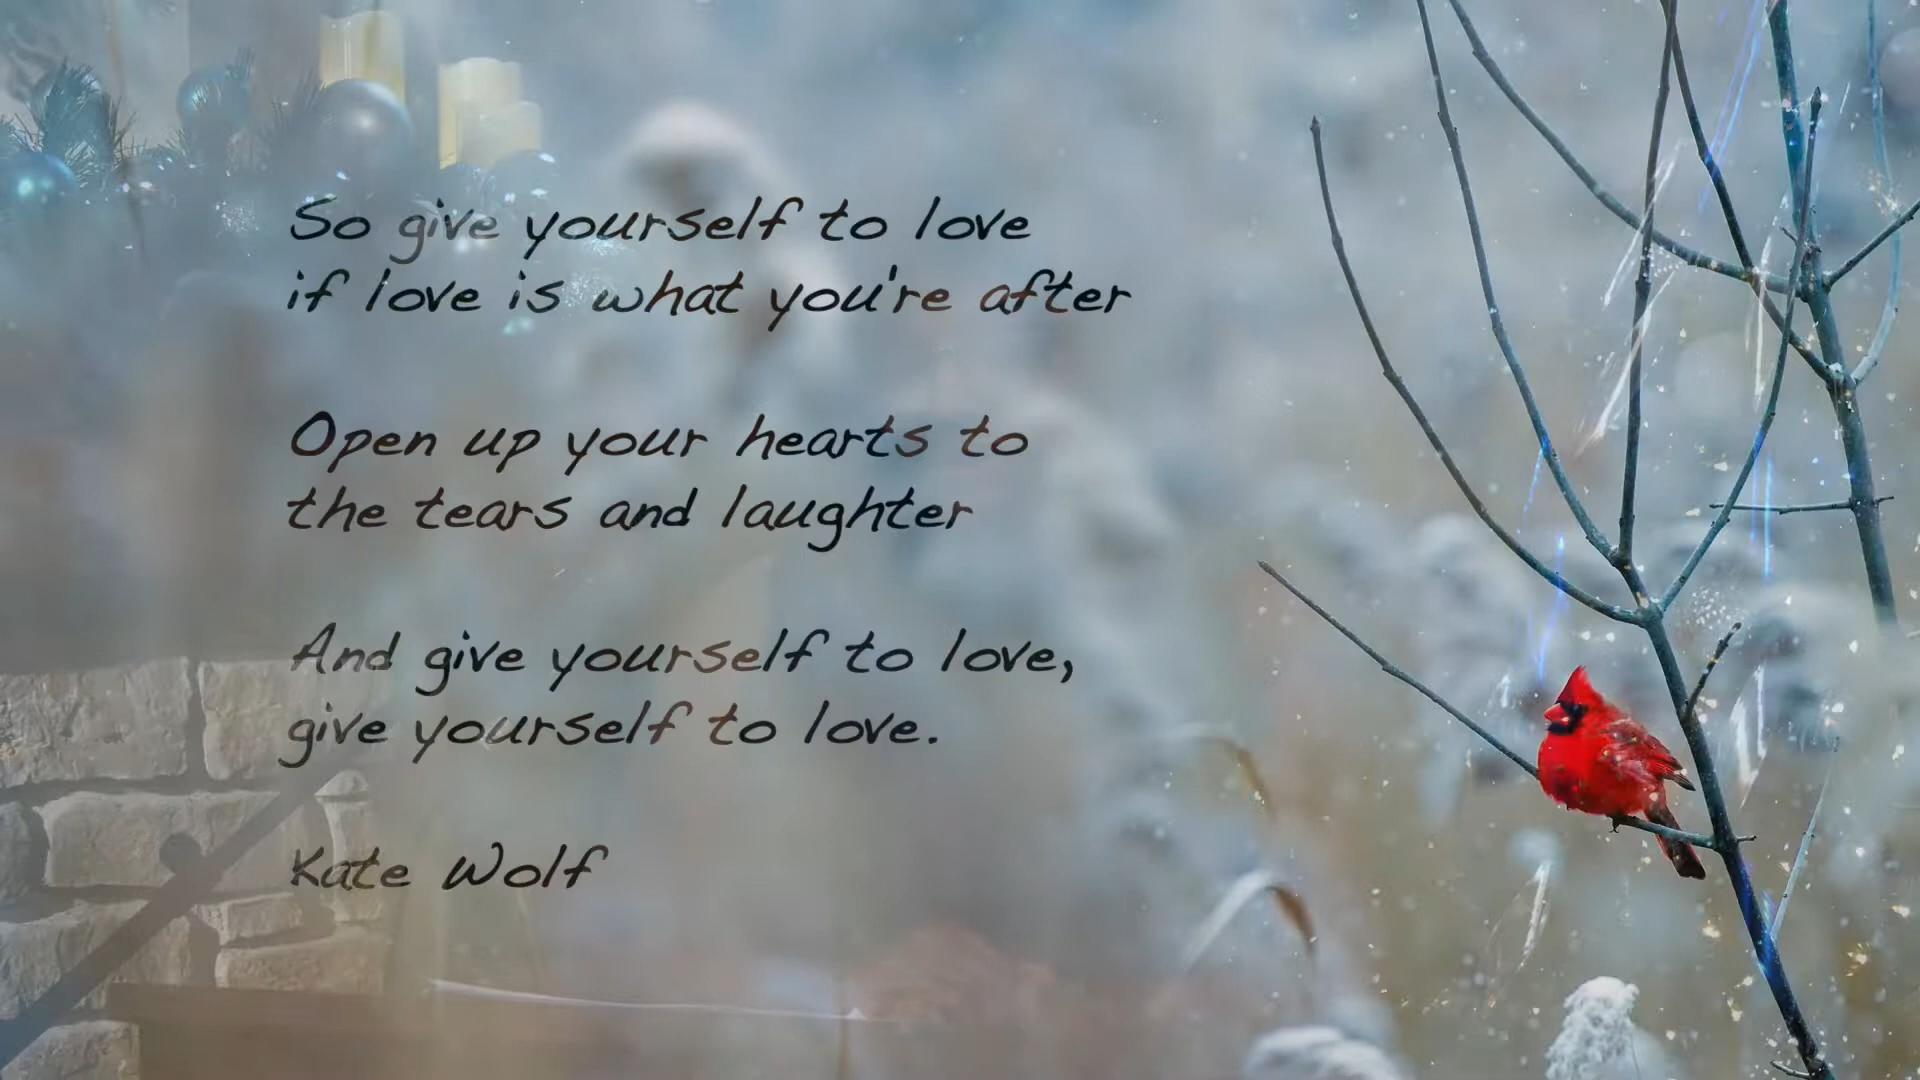 So give yourself to love
if love is what you're after
Open up your hearts to
the tears and laughter
And give yourself to love,
give yourself to love.
Kate Wolf